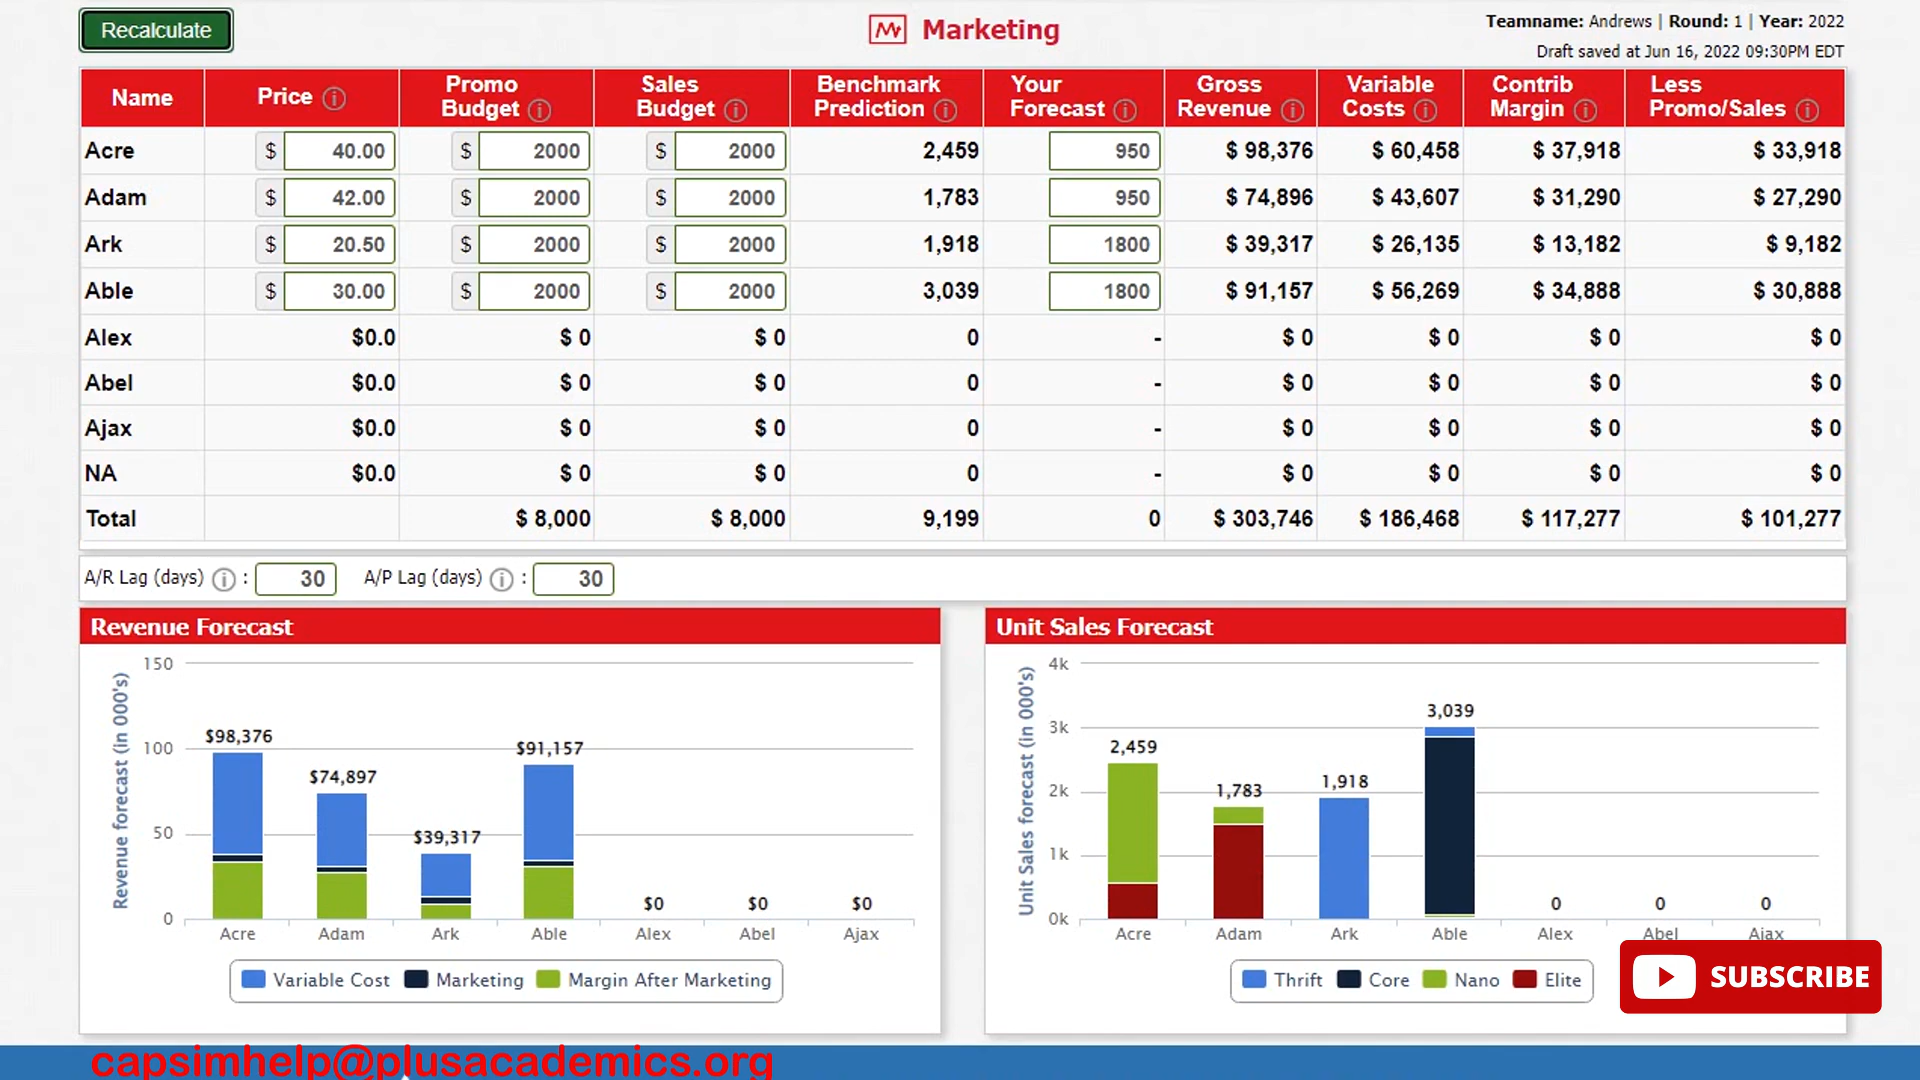 Recalculate
Marketing
Teamname: Andrews | Round: 1 | Year: 2022
Draft saved at Jun 16, 2022 09:30PM EDT
Name Price Promo Budget Sales Budget Benchmark Prediction Your Forecast Gross Revenue Variable Costs Contrib Margin Less Promo/Sales
Acre $ 40.00 $ 2000 $ 2000 2,459 950 $ 98,376 $ 60,458 $ 37,918 $ 33,918
Adam $ 42.00 $ 2000 $ 2000 1,783 950 $ 74,896 $ 43,607 $ 31,290 $ 27,290
Ark $ 20.50 $ 2000 $ 2000 1,918 1800 $ 39,317 $ 26,135 $ 13,182 $ 9,182
Able $ 30.00 $ 2000 $ 2000 3,039 1800 $ 91,157 $ 56,269 $ 34,888 $ 30,888
Alex $0.0 $ 0 $ 0 0 - $ 0 $ 0 $ 0 $ 0
Abel $0.0 $ 0 $ 0 0 - $ 0 $ 0 $ 0 $ 0
Ajax $0.0 $ 0 $ 0 0 - $ 0 $ 0 $ 0 $ 0
NA $0.0 $ 0 $ 0 0 - $ 0 $ 0 $ 0 $ 0
Total $ 8,000 $ 8,000 9,199 0 $ 303,746 $ 186,468 $ 117,277 $ 101,277
A/R Lag (days) : 30 A/P Lag (days) : 30
Revenue Forecast
Revenue forecast (in 000's)
150
100
50
0
$98,376
$74,897
$39,317
$91,157
$0
$0
$0
Acre Adam Ark Able Alex Abel Ajax
Variable Cost Marketing Margin After Marketing
Unit Sales Forecast
Unit Sales forecast (in 000's)
4k
3k
2k
1k
0k
2,459
1,783
1,918
3,039
0
0
0
Acre Adam Ark Able Alex Abel Ajax
Thrift Core Nano Elite
SUBSCRIBE
capsimhelp@plusacademics.org